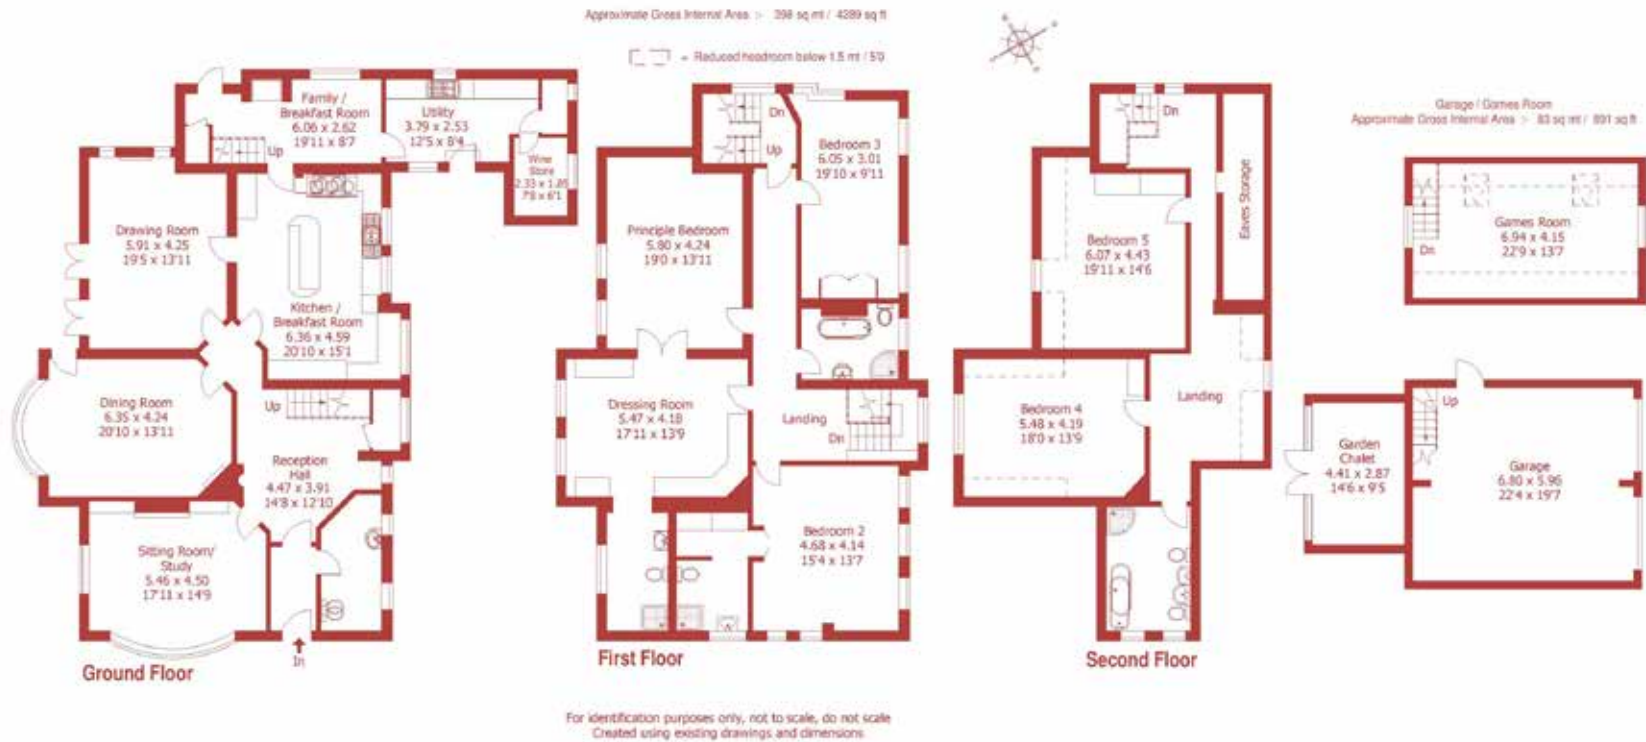 Approximate Gross Internal Area :- 398 sq mt / 4289 sq ft
= Reduced headroom below 1.5 mt / 5'0
Family /
Breakfast Room
6.06 x 2.62
19'11 x 8'7
Utility
3.79 x 2.53
12'5 x 8'4
Wine
Store
2.33 x 1.85
7'8 x 6'1
Up
Drawing Room
5.91 x 4.25
19'5 x 13'11
Kitchen /
Breakfast Room
6.36 x 4.59
20'10 x 15'1
Dining Room
6.35 x 4.24
20'10 x 13'11
Up
Reception
Hall
4.47 x 3.91
14'8 x 12'10
Sitting Room/
Study
5.46 x 4.50
17'11 x 14'9
In
Ground Floor
Dn
Up
Bedroom 3
6.05 x 3.01
19'10 x 9'11
Principle Bedroom
5.80 x 4.24
19'0 x 13'11
Dressing Room
5.47 x 4.18
17'11 x 13'9
Landing
Dn
Bedroom 2
4.68 x 4.14
15'4 x 13'7
First Floor
Dn
Eaves Storage
Bedroom 5
6.07 x 4.43
19'11 x 14'6
Bedroom 4
5.48 x 4.19
18'0 x 13'9
Landing
Second Floor
Garage / Games Room
Approximate Gross Internal Area :- 83 sq mt / 891 sq ft
Games Room
6.94 x 4.15
22'9 x 13'7
Dn
Up
Garden
Chalet
4.41 x 2.87
14'6 x 9'5
Garage
6.80 x 5.96
22'4 x 19'7
For identification purposes only, not to scale, do not scale
Created using existing drawings and dimensions